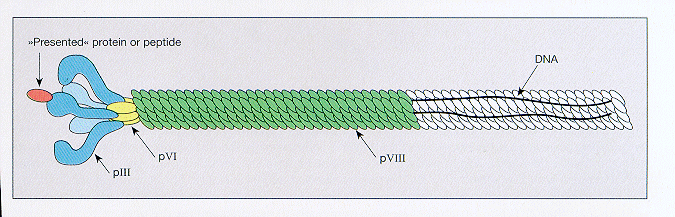 »Presented« protein or peptide
DNA
pVI
pVIII
pIII